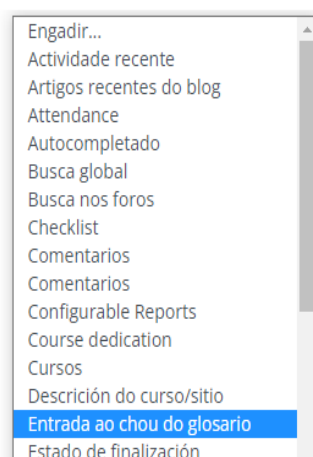 Engadir...
Actividade recente
Artigos recentes do blog
Attendance
Autocompletado
Busca global
Busca nos foros
Checklist
Comentarios
Comentarios
Configurable Reports
Course dedication
Cursos
Descrición do curso/sitio
Entrada ao chou do glosario
Estado de finalización